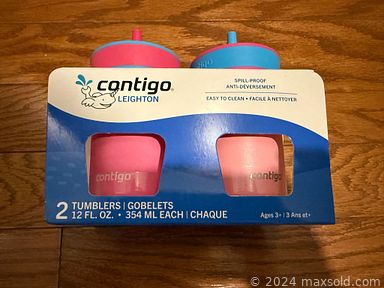 contigo
contigo
LEIGHTON
SPILL-PROOF
ANTI-DÉVERSEMENT
EASY TO CLEAN • FACILE À NETTOYER
contigo
contigo
2 TUMBLERS | GOBELETS
12 FL. OZ. • 354 ML EACH | CHAQUE
Ages 3+ | 3 Ans et+
© 2024 maxsold.com